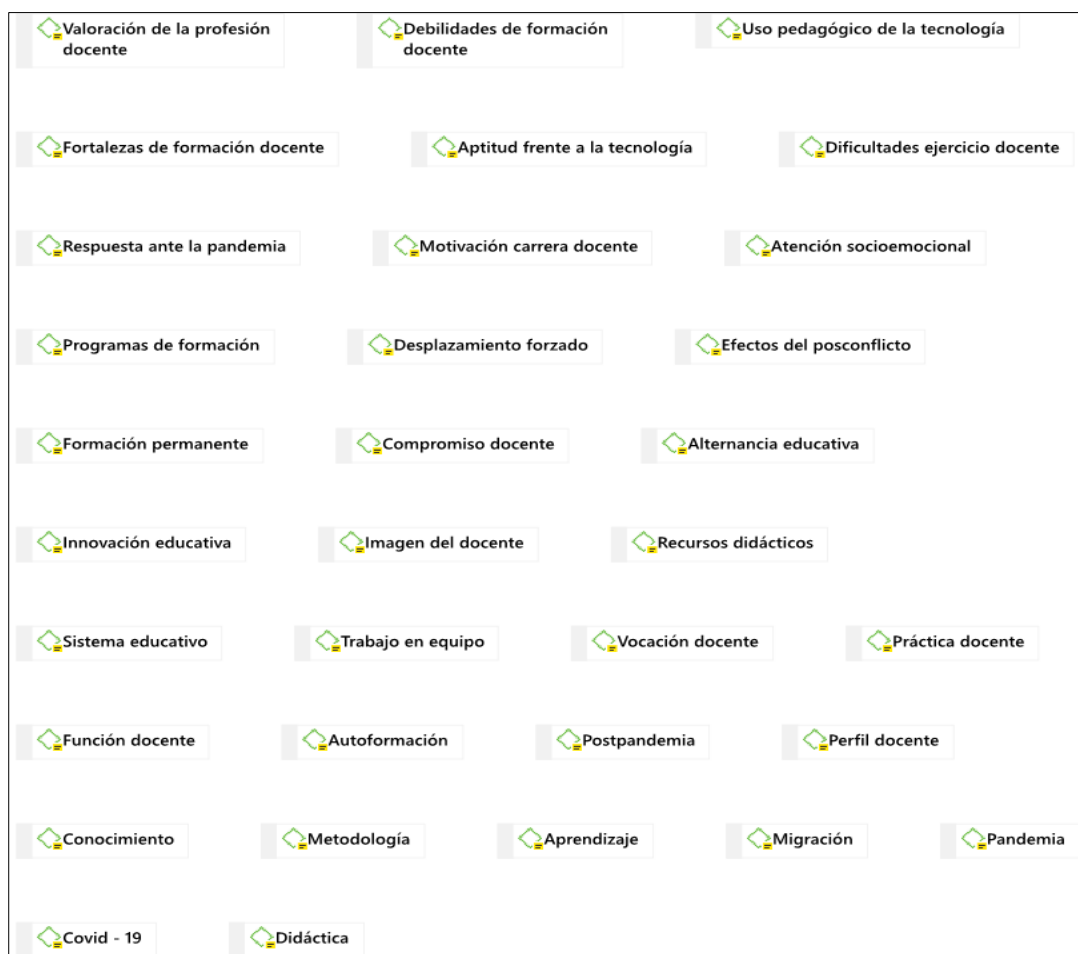 Valoración de la profesión
docente
Debilidades de formación
docente
Uso pedagógico de la tecnología
Fortalezas de formación docente
Aptitud frente a la tecnología
Dificultades ejercicio docente
Respuesta ante la pandemia
Motivación carrera docente
Atención socioemocional
Programas de formación
Desplazamiento forzado
Efectos del posconflicto
Formación permanente
Compromiso docente
Alternancia educativa
Innovación educativa
Imagen del docente
Recursos didácticos
Sistema educativo
Trabajo en equipo
Vocación docente
Práctica docente
Función docente
Autoformación
Postpandemia
Perfil docente
Conocimiento
Metodología
Aprendizaje
Migración
Pandemia
Covid - 19
Didáctica